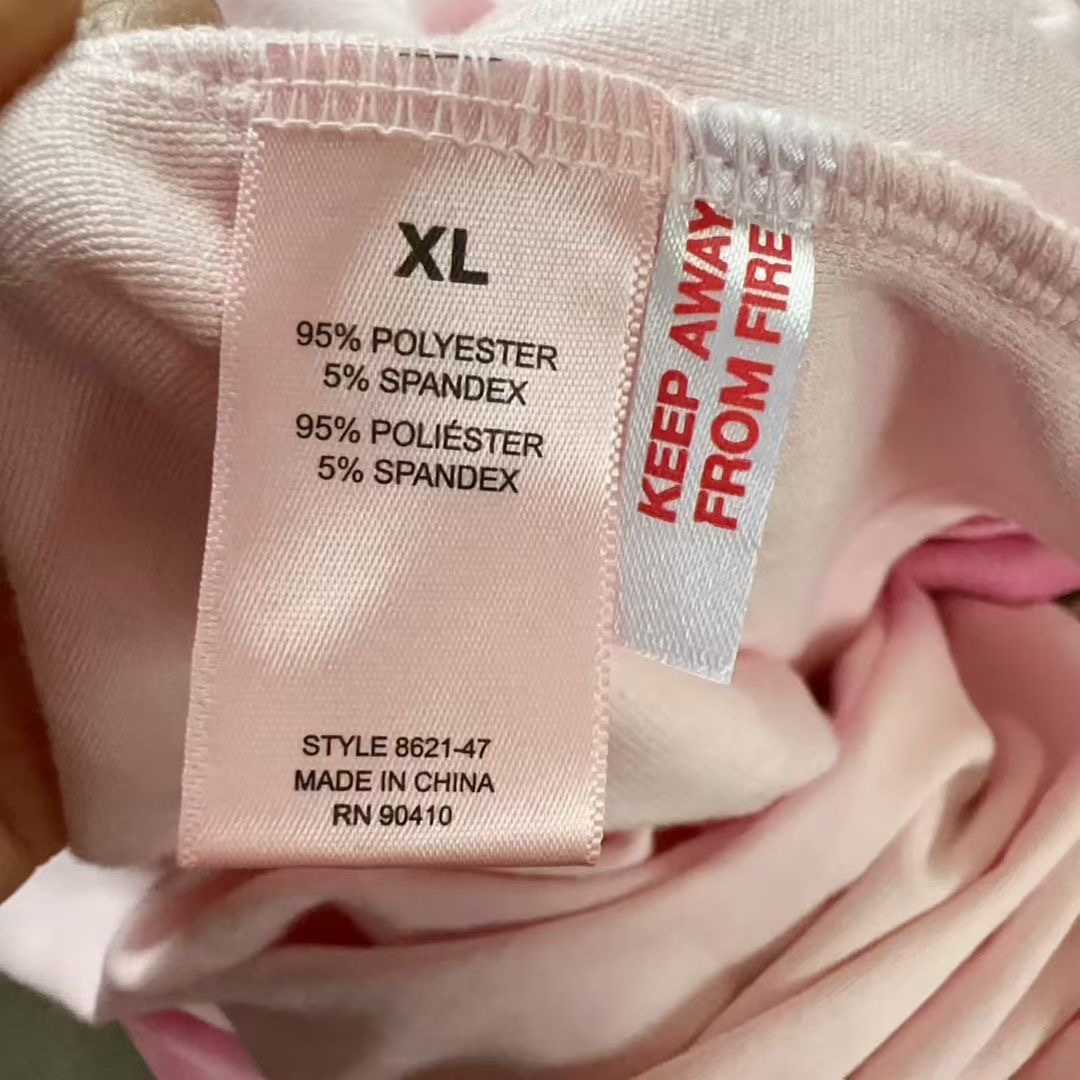 XL
95% POLYESTER
5% SPANDEX
95% POLIÉSTER
5% SPANDEX
STYLE 8621-47
MADE IN CHINA
RN 90410
KEEP AWAY
FROM FIRE